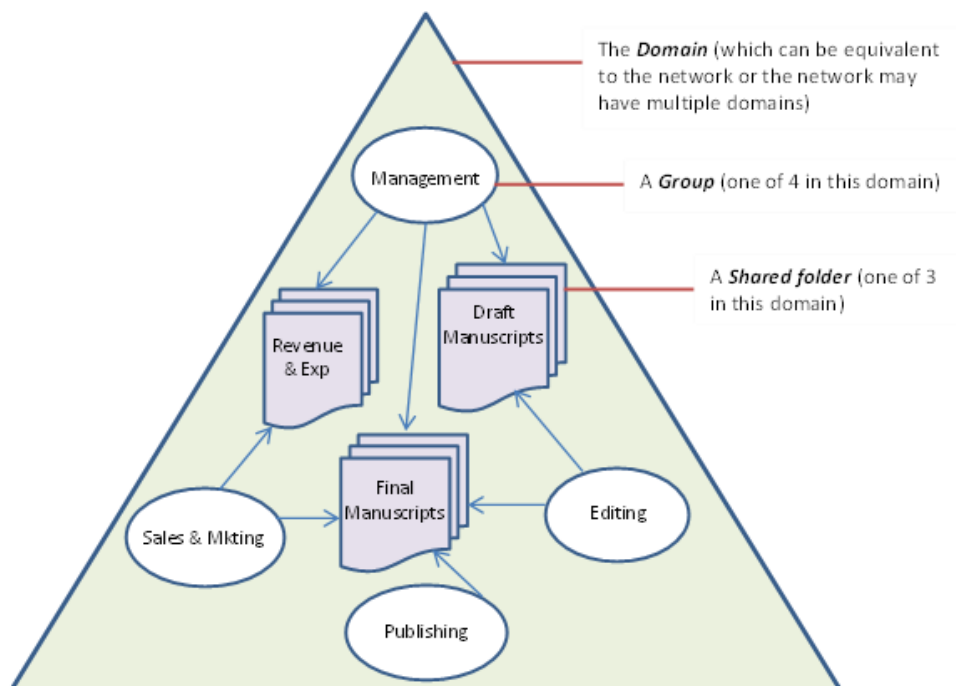 The Domain (which can be equivalent
to the network or the network may
have multiple domains)
Management
A Group (one of 4 in this domain)
A Shared folder (one of 3
in this domain)
Draft
Manuscripts
Revenue
& Exp
Final
Manuscripts
Editing
Sales & Mkting
Publishing